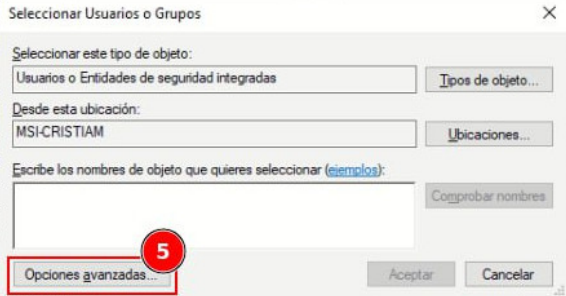 Seleccionar Usuarios o Grupos
Seleccionar este tipo de objeto:
Usuarios o Entidades de seguridad integradas
Tipos de objeto...
Desde esta ubicación:
MSI-CRISTIAM
Ubicaciones...
Escribe los nombres de objeto que quieres seleccionar (ejemplos):
Comprobar nombres
5
Opciones avanzadas...
Aceptar
Cancelar